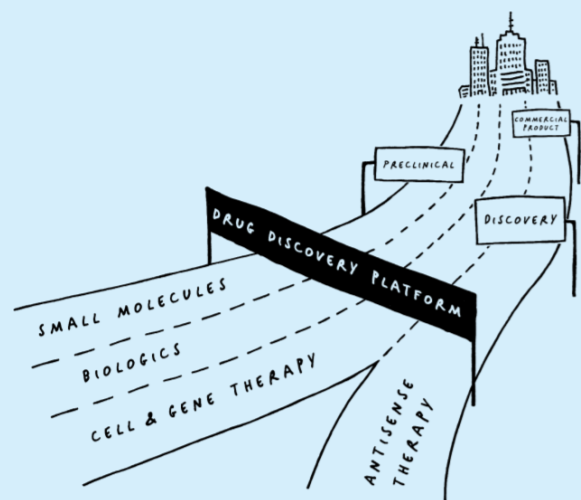 COMMERCIAL
PRODUCT
PRECLINICAL
DISCOVERY
DRUG DISCOVERY PLATFORM
SMALL MOLECULES
BIOLOGICS
CELL & GENE THERAPY
ANTISENSE
THERAPY